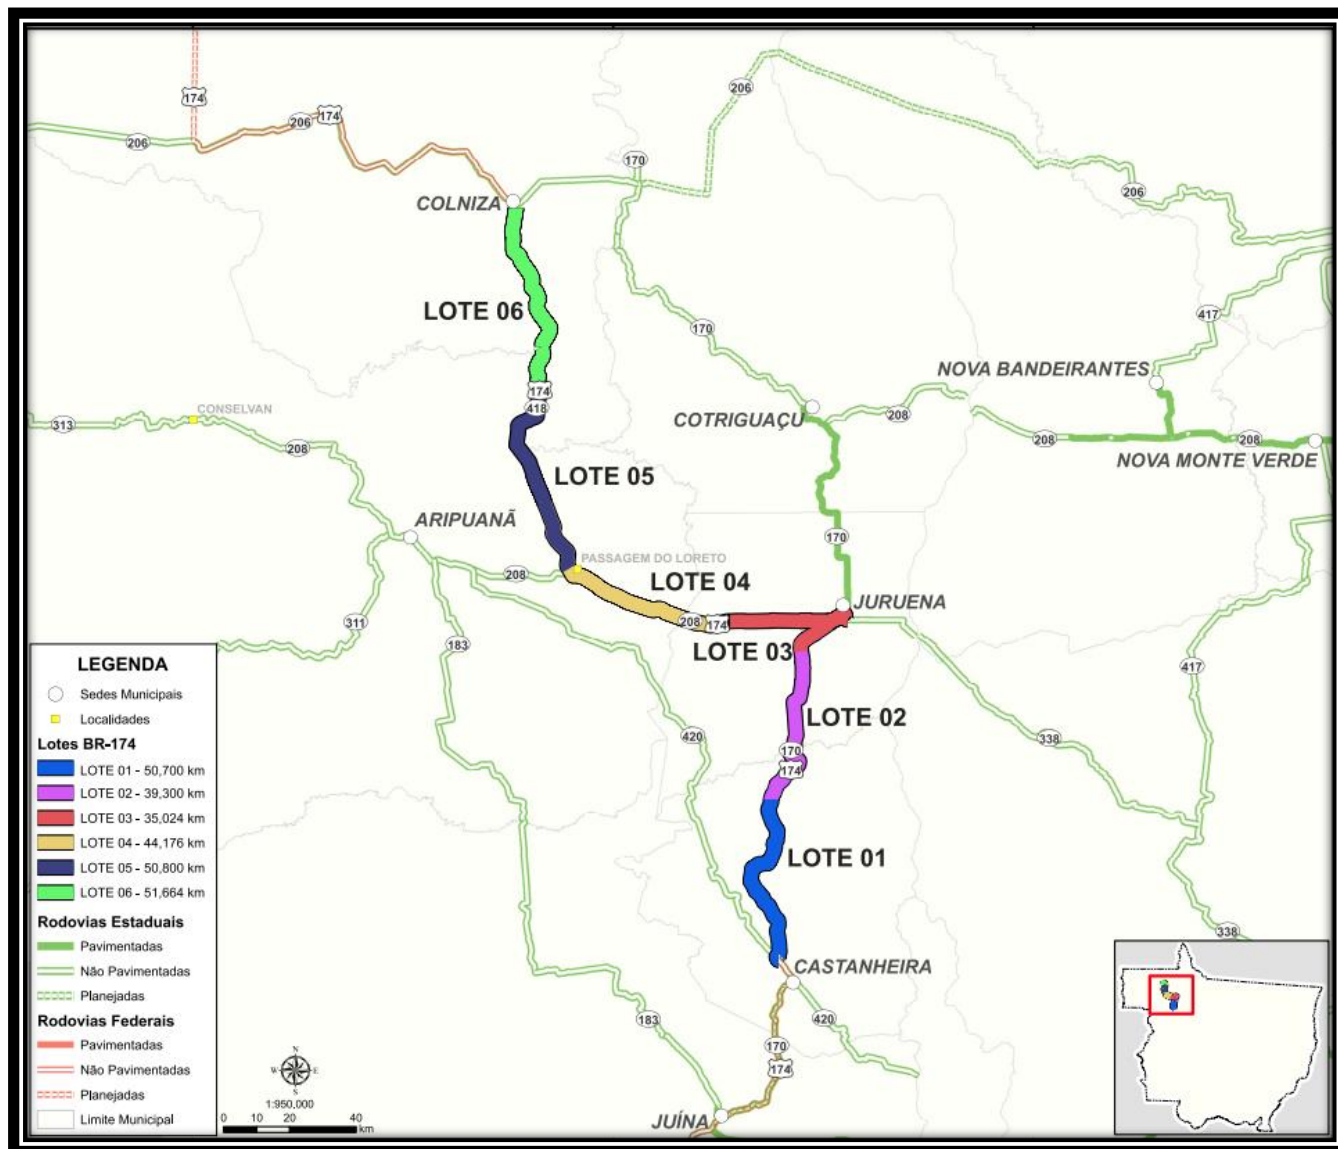 174
206
174
206
206
170
206
COLNIZA
LOTE 06
417
170
NOVA BANDEIRANTES
174
418
CONSELVAN
313
COTRIGUAÇU
208
208
208
208
NOVA MONTE VERDE
LOTE 05
ARIPUANÃ
170
PASSAGEM DO LORETO
208
LOTE 04
JURUENA
311
208
174
183
LOTE 03
417
LOTE 02
420
170
174
338
LOTE 01
338
CASTANHEIRA
183
420
170
174
JUÍNA
LEGENDA
Sedes Municipais
Localidades
Lotes BR-174
LOTE 01 - 50,700 km
LOTE 02 - 39,300 km
LOTE 03 - 35,024 km
LOTE 04 - 44,176 km
LOTE 05 - 50,800 km
LOTE 06 - 51,664 km
Rodovias Estaduais
Pavimentadas
Não Pavimentadas
Planejadas
Rodovias Federais
Pavimentadas
Não Pavimentadas
Planejadas
Limite Municipal
N
W E
S
1:950,000
0 10 20 40
km